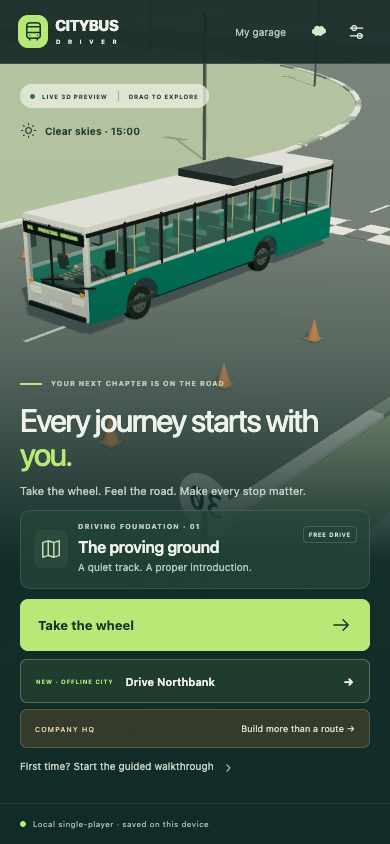 CITYBUS
DRIVER
My garage
LIVE 3D PREVIEW
DRAG TO EXPLORE
Clear skies · 15:00
YOUR NEXT CHAPTER IS ON THE ROAD
Every journey starts with
you.
Take the wheel. Feel the road. Make every stop matter.
DRIVING FOUNDATION · 01
The proving ground
A quiet track. A proper introduction.
FREE DRIVE
Take the wheel
NEW · OFFLINE CITY
Drive Northbank
COMPANY HQ
Build more than a route →
First time? Start the guided walkthrough
Local single-player · saved on this device